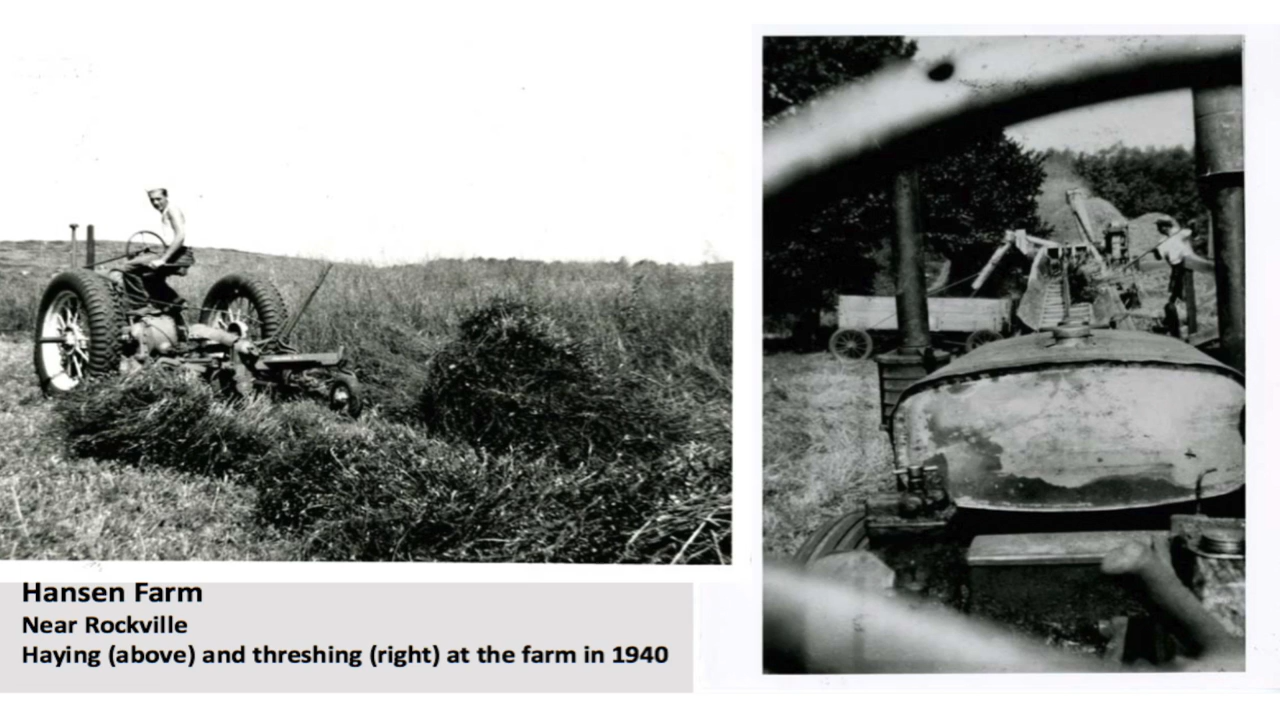 Hansen Farm
Near Rockville
Haying (above) and threshing (right) at the farm in 1940